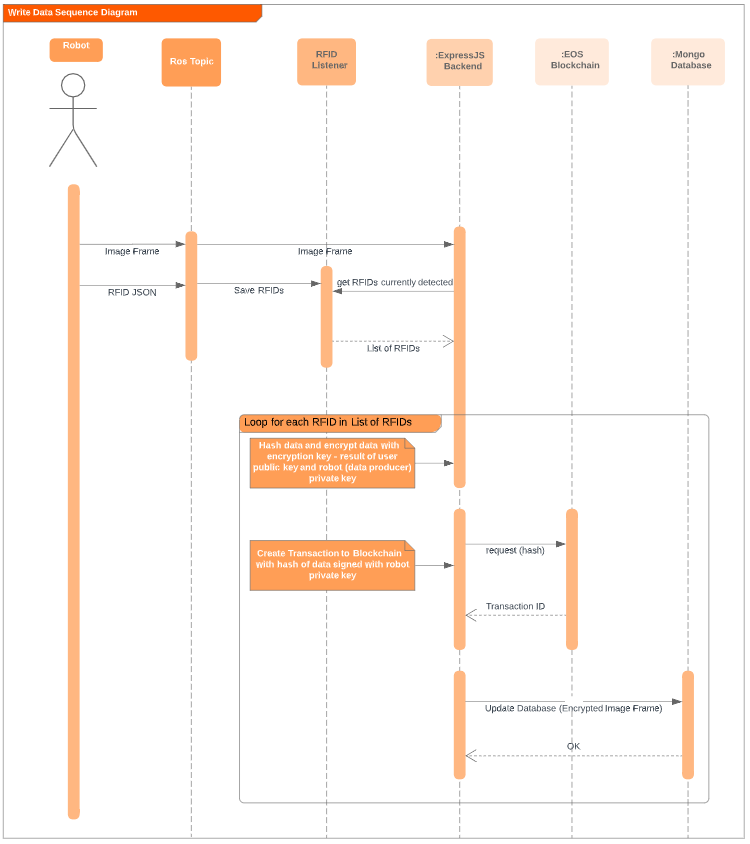 Write Data Sequence Diagram
Robot
Ros Topic
RFID
Listener
:ExpressJS
Backend
:EOS
Blockchain
:Mongo
Database
Image Frame
Image Frame
RFID JSON
Save RFIDs
get RFIDs currently detected
List of RFIDs
Loop for each RFID in List of RFIDs
Hash data and encrypt data with
encryption key - result of user
public key and robot (data producer)
private key
Create Transaction to Blockchain
with hash of data signed with robot
private key
request (hash)
Transaction ID
Update Database (Encrypted Image Frame)
OK